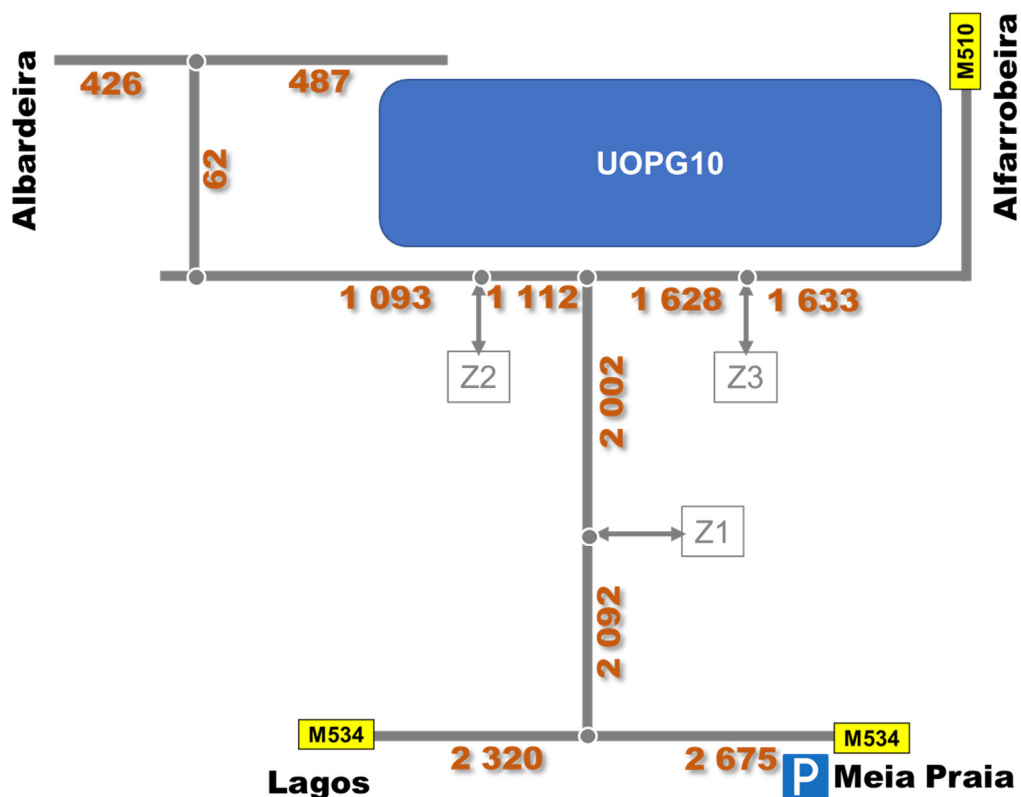 M510
Albardeira
Alfarrobeira
426
487
62
UOPG10
1 093
1 112
1 628
1 633
Z2
Z3
2 002
Z1
2 092
M534
2 320
2 675
M534
Lagos
P Meia Praia